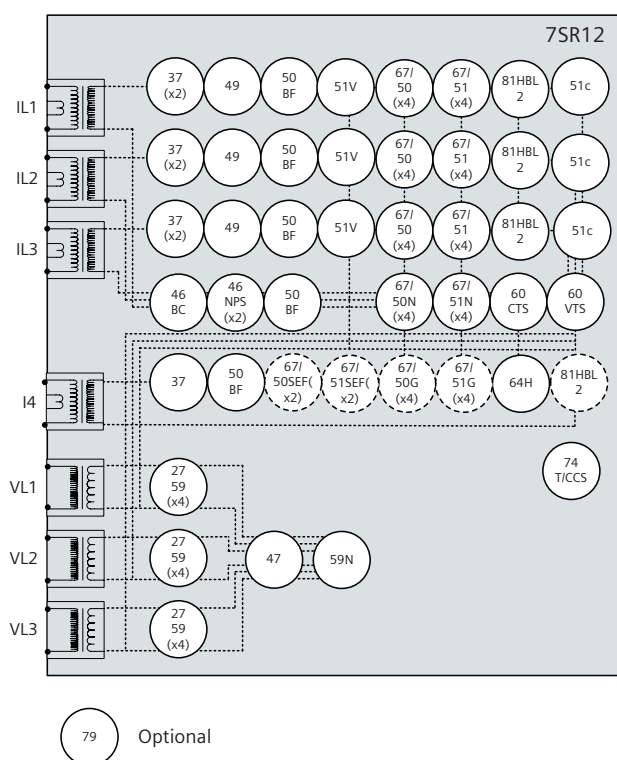 7SR12
IL1
37
(x2)
49
50
BF
51V
67/
50
(x4)
67/
51
(x4)
81HBL
2
51c
IL2
37
(x2)
49
50
BF
51V
67/
50
(x4)
67/
51
(x4)
81HBL
2
51c
IL3
37
(x2)
49
50
BF
51V
67/
50
(x4)
67/
51
(x4)
81HBL
2
51c
46
BC
46
NPS
(x2)
50
BF
67/
50N
(x4)
67/
51N
(x4)
60
CTS
60
VTS
I4
37
50
BF
67/
50SEF(
x2)
67/
51SEF(
x2)
67/
50G
(x4)
67/
51G
(x4)
64H
81HBL
2
74
T/CCS
VL1
27
59
(x4)
VL2
27
59
(x4)
47
59N
VL3
27
59
(x4)
79
Optional